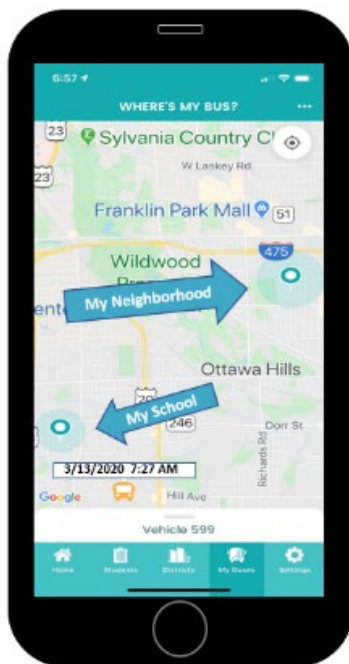 6:57
WHERE'S MY BUS?
23
Sylvania Country Cl
23
W Laskey Rd
Franklin Park Mall
51
475
Wildwood
My Neighborhood
Ottawa Hills
20
My School
246
Dorr St
Richards Rd
3/13/2020 7:27 AM
Google
Hill Ave
Vehicle 599
Home
Students
Districts
My Buses
Settings